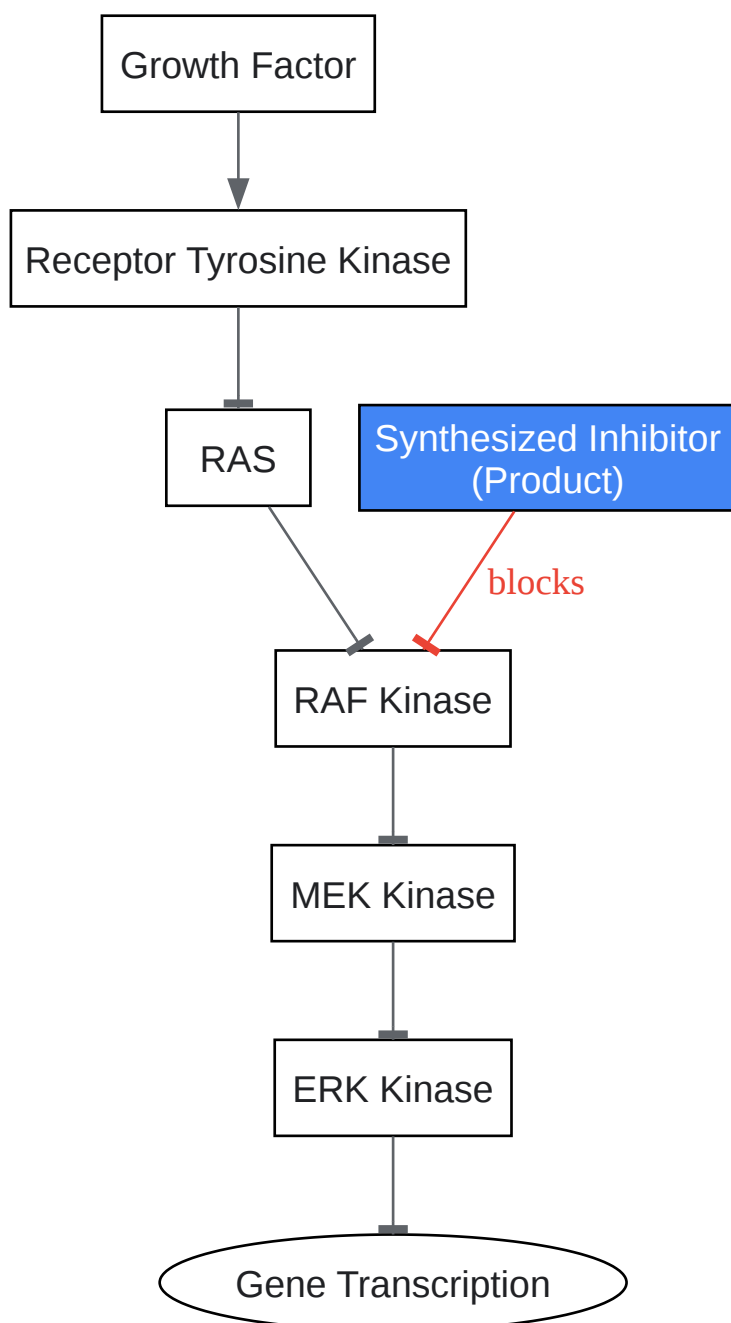 Growth Factor
Receptor Tyrosine Kinase
RAS
Synthesized Inhibitor
(Product)
blocks
RAF Kinase
MEK Kinase
ERK Kinase
Gene Transcription